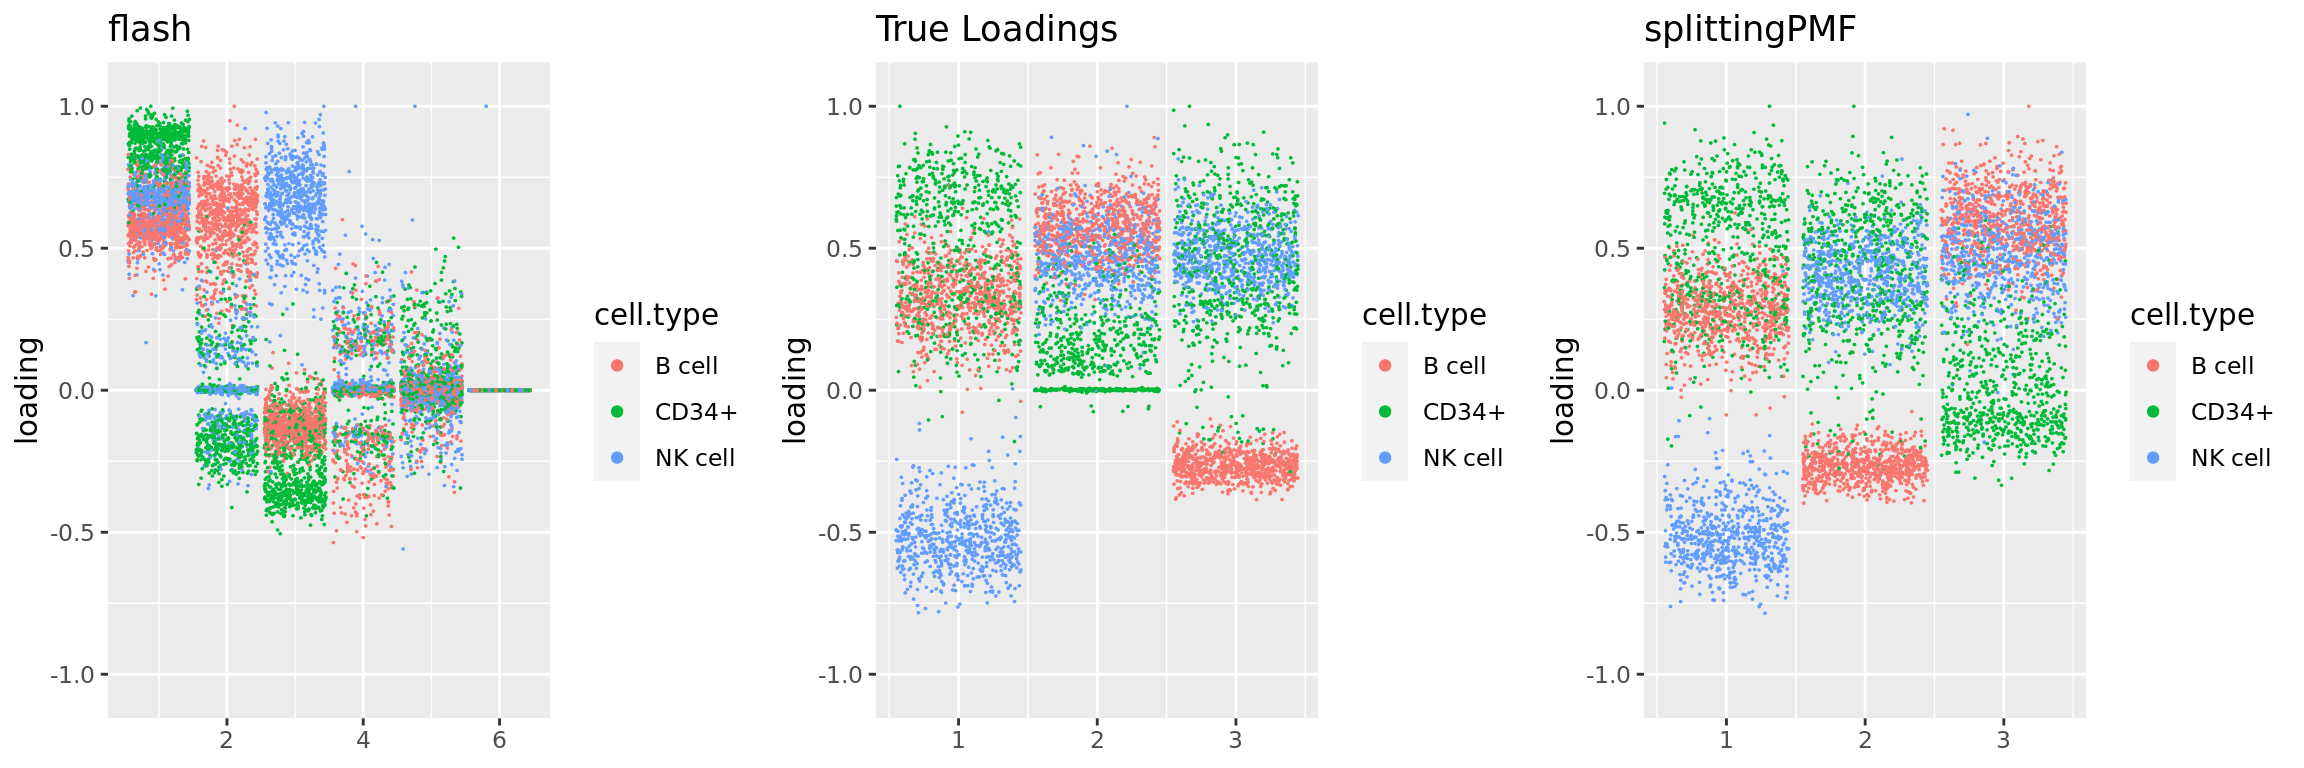 flash
loading
1.0
0.5
0.0
-0.5
-1.0
2 4 6
cell.type
B cell
CD34+
NK cell
True Loadings
loading
1.0
0.5
0.0
-0.5
-1.0
1 2 3
cell.type
B cell
CD34+
NK cell
splittingPMF
loading
1.0
0.5
0.0
-0.5
-1.0
1 2 3
cell.type
B cell
CD34+
NK cell